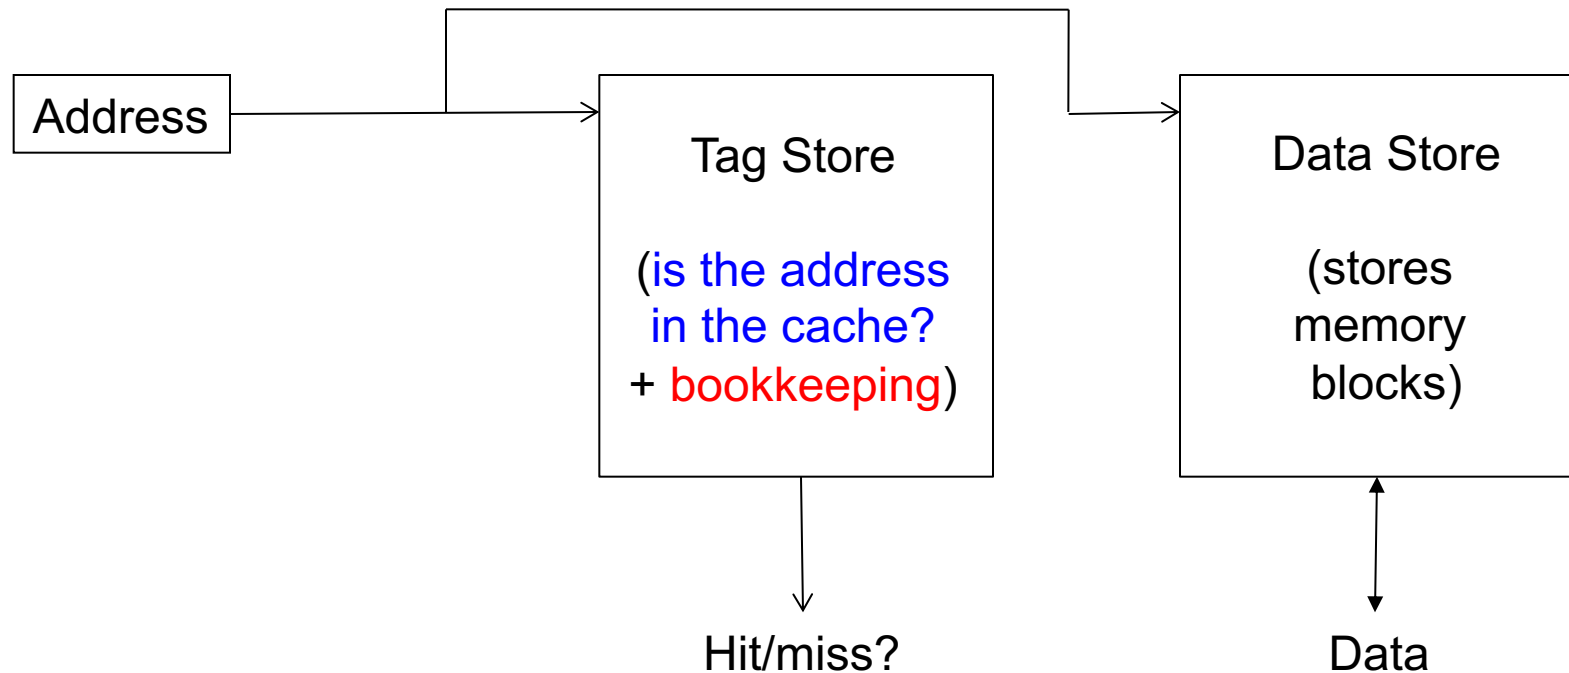 Address
Tag Store
(is the address
in the cache?
+ bookkeeping)
Data Store
(stores
memory
blocks)
Hit/miss?
Data